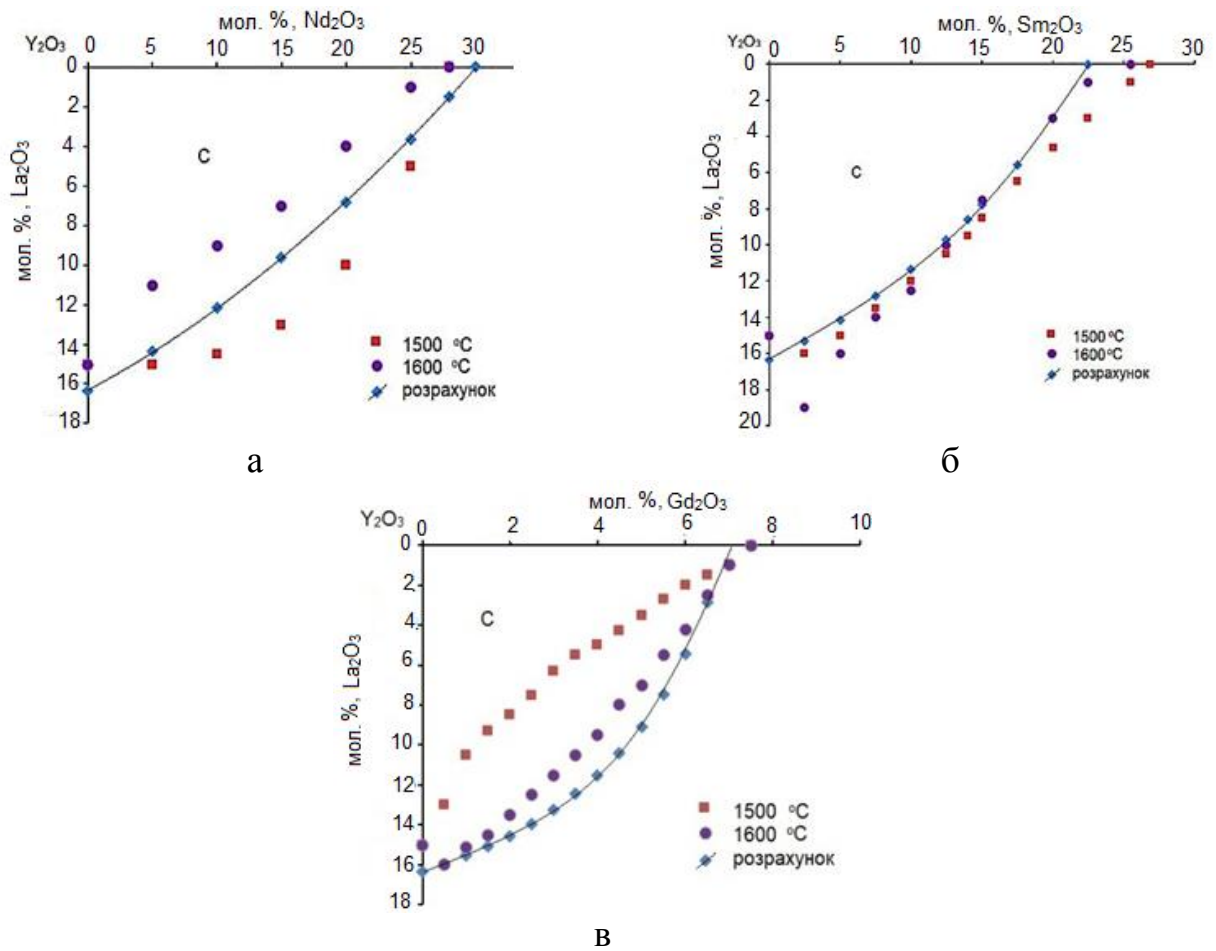 мол. %, Nd₂O₃
Y₂O₃ 0 5 10 15 20 25 30
0
2
4
6
8
10
12
14
16
18
мол. %, La₂O₃
C
1500 °C
1600 °C
розрахунок
а
мол. %, Sm₂O₃
Y₂O₃ 0 5 10 15 20 25 30
0
2
4
6
8
10
12
14
16
18
20
мол. %, La₂O₃
C
1500 °C
1600°C
розрахунок
б
мол. %, Gd₂O₃
Y₂O₃ 0 2 4 6 8 10
0
2
4
6
8
10
12
14
16
18
мол. %, La₂O₃
C
1500 °C
1600 °C
розрахунок
в